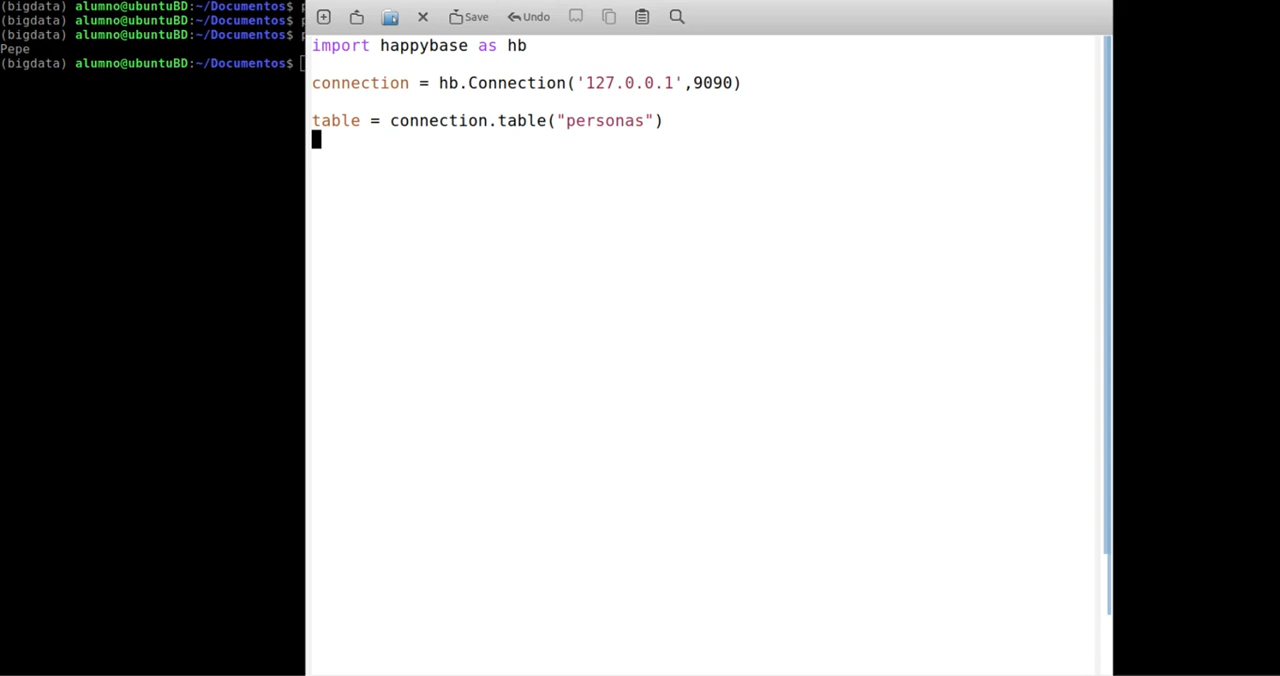 (bigdata) alumno@ubuntuBD:~/Documentos$
(bigdata) alumno@ubuntuBD:~/Documentos$
(bigdata) alumno@ubuntuBD:~/Documentos$
Pepe
(bigdata) alumno@ubuntuBD:~/Documentos$
Save Undo
import happybase as hb
connection = hb.Connection('127.0.0.1',9090)
table = connection.table("personas")